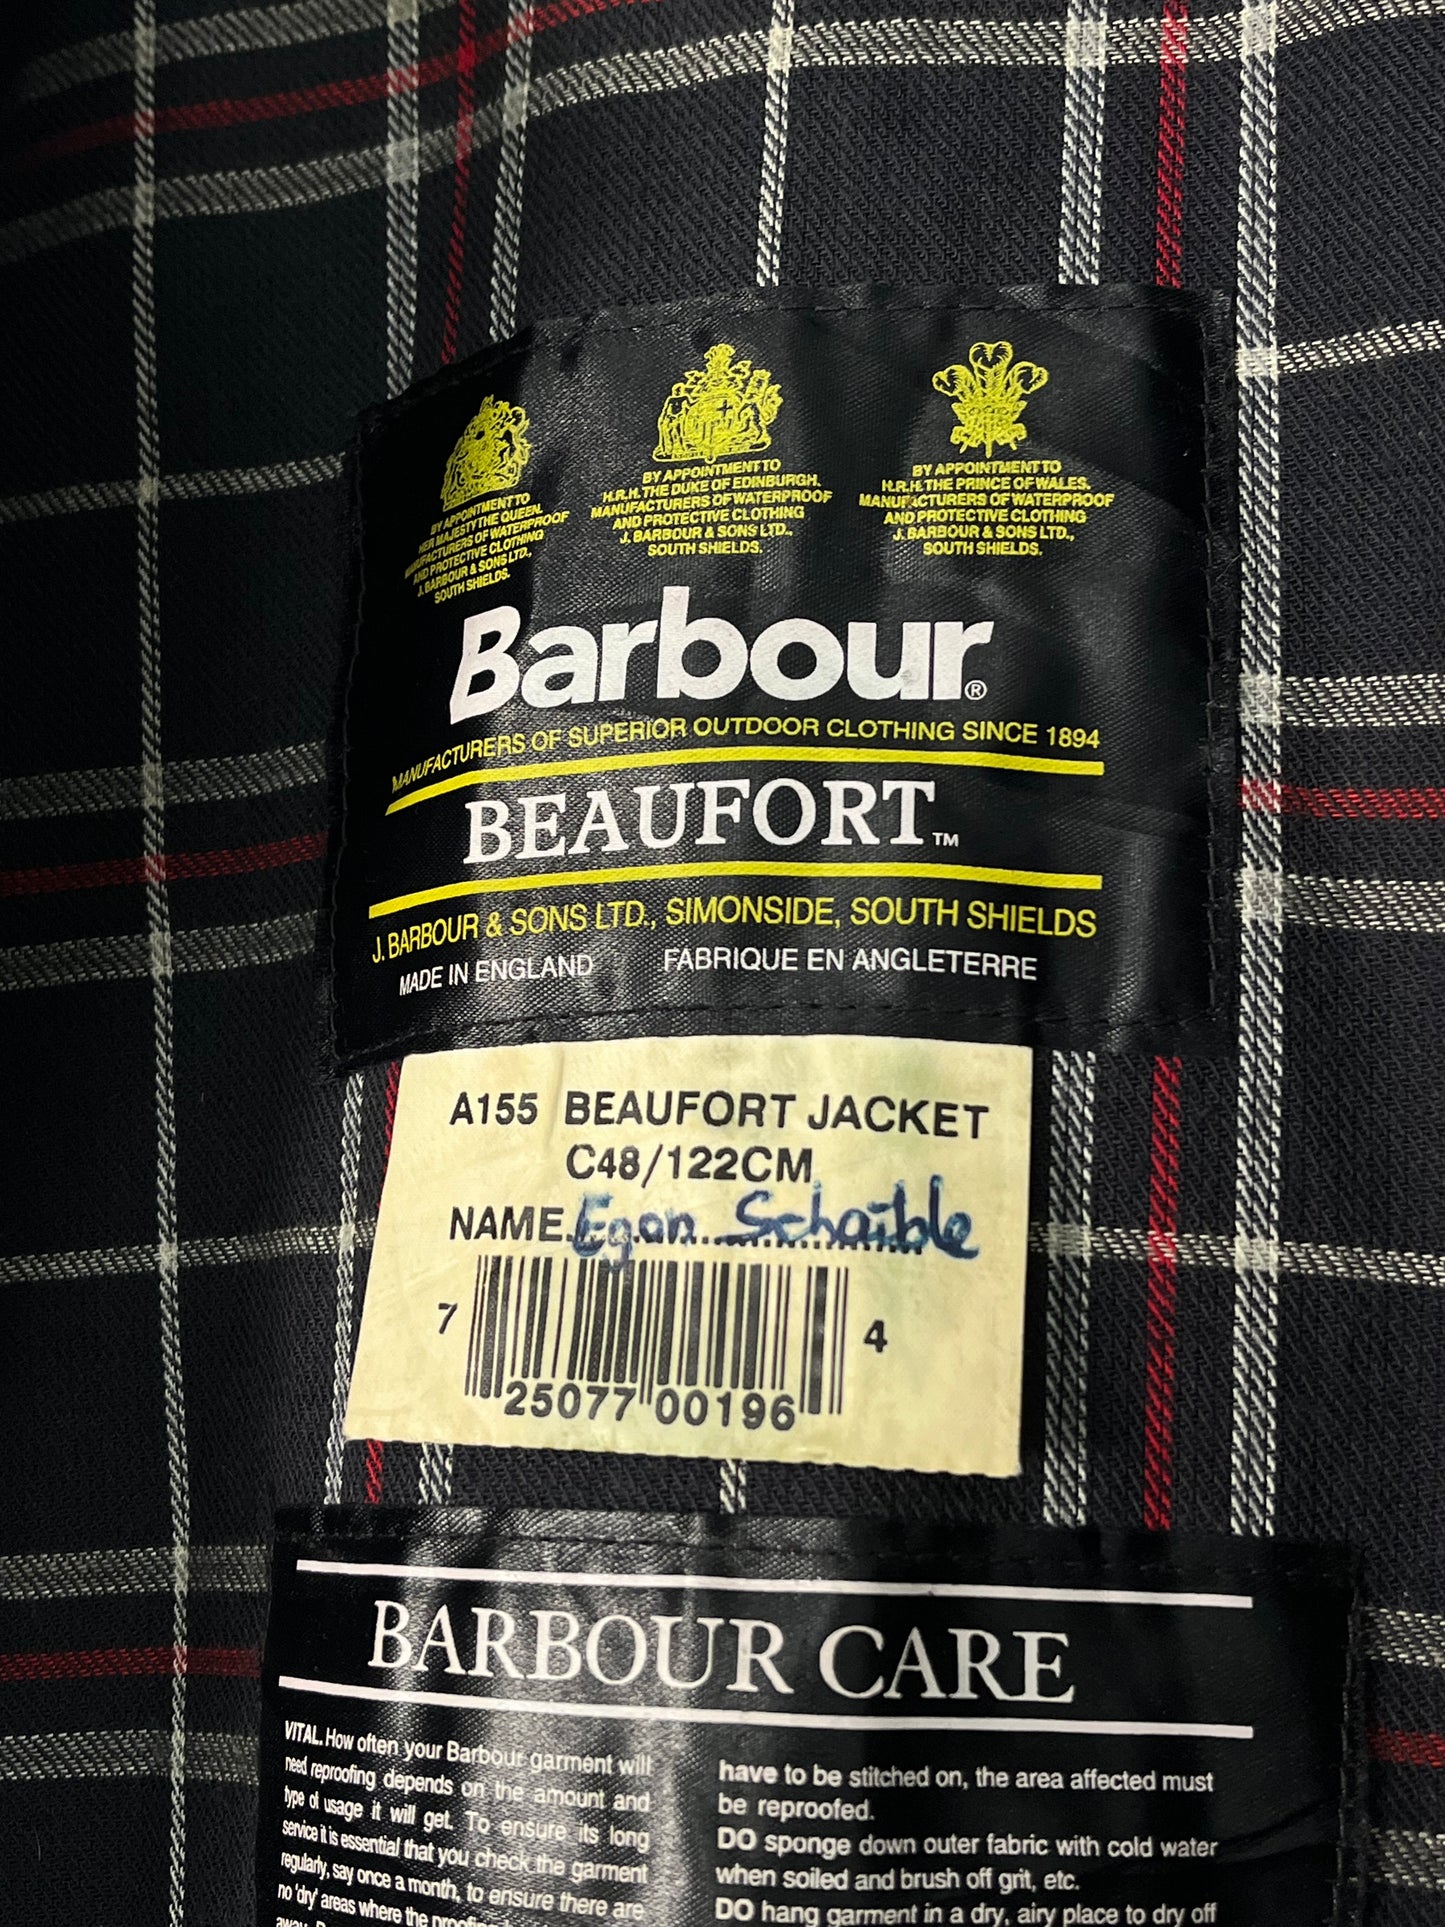 BY APPOINTMENT TO
HER MAJESTY THE QUEEN.
MANUFACTURERS OF WATERPROOF
AND PROTECTIVE CLOTHING
J. BARBOUR & SONS LTD.,
SOUTH SHIELDS.
BY APPOINTMENT TO
H.R.H. THE DUKE OF EDINBURGH.
MANUFACTURERS OF WATERPROOF
AND PROTECTIVE CLOTHING
J. BARBOUR & SONS LTD.,
SOUTH SHIELDS.
BY APPOINTMENT TO
H.R.H. THE PRINCE OF WALES.
MANUFACTURERS OF WATERPROOF
AND PROTECTIVE CLOTHING
J. BARBOUR & SONS LTD.,
SOUTH SHIELDS.
Barbour®
MANUFACTURERS OF SUPERIOR OUTDOOR CLOTHING SINCE 1894
BEAUFORT™
J. BARBOUR & SONS LTD., SIMONSIDE, SOUTH SHIELDS
MADE IN ENGLAND FABRIQUE EN ANGLETERRE
A155 BEAUFORT JACKET
C48/122CM
NAME Egon Schaible
7 25077 00196 4
BARBOUR CARE
VITAL. How often your Barbour garment will
need reproofing depends on the amount and
type of usage it will get. To ensure its long
service it is essential that you check the garment
regularly, say once a month, to ensure there are
no 'dry' areas where the
have to be stitched on, the area affected must
be reproofed.
DO sponge down outer fabric with cold water
when soiled and brush off grit, etc.
DO hang garment in a dry, airy place to dry off